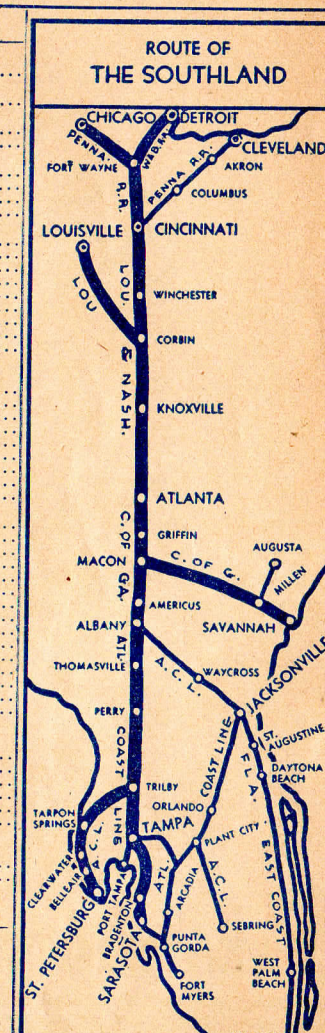 ROUTE OF
THE SOUTHLAND
CHICAGO
DETROIT
PENNA.
WABASH
CLEVELAND
FORT WAYNE
PENNA R.R.
AKRON
R.R.
COLUMBUS
LOUISVILLE
CINCINNATI
LOU
LOU.
WINCHESTER
CORBIN
& NASH.
KNOXVILLE
ATLANTA
C. OF GA.
GRIFFIN
AUGUSTA
MACON
C. OF G.
MILLEN
AMERICUS
ALBANY
SAVANNAH
ATL
THOMASVILLE
A.C.L.
WAYCROSS
JACKSONVILLE
PERRY
COAST
COAST LINE
FLA.
ST. AUGUSTINE
DAYTONA
BEACH
TRILBY
ORLANDO
TARPON
SPRINGS
LINE
TAMPA
A.C.L.
PLANT CITY
EAST COAST
CLEARWATER
BELLEAIR
PORT TAMPA
BRADENTON
ATL.
ARCADIA
A.C.L.
ST. PETERSBURG
SARASOTA
SEBRING
PUNTA
GORDA
WEST
PALM
BEACH
FORT
MYERS